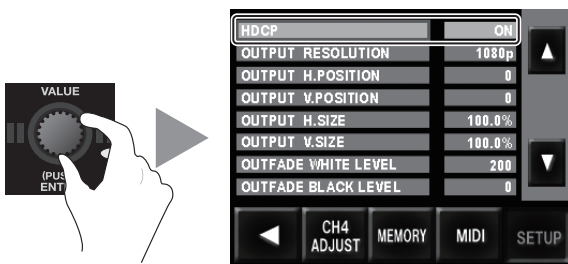 VALUE
(PUS
ENT
HDCP ON
OUTPUT RESOLUTION 1080p
OUTPUT H.POSITION 0
OUTPUT V.POSITION 0
OUTPUT H.SIZE 100.0%
OUTPUT V.SIZE 100.0%
OUTFADE WHITE LEVEL 200
OUTFADE BLACK LEVEL 0
CH4
ADJUST
MEMORY
MIDI
SETUP